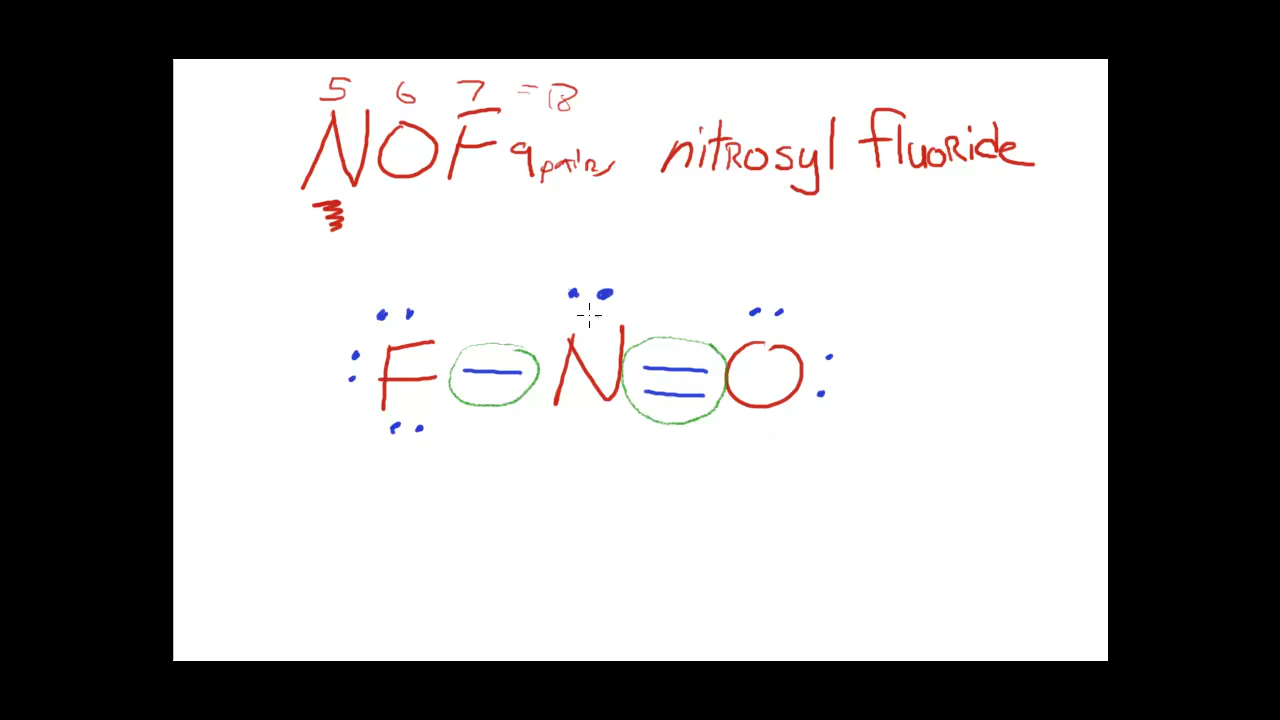 5 6 7 = 18
NOF 9 pairs nitrosyl fluoride
F – N = O